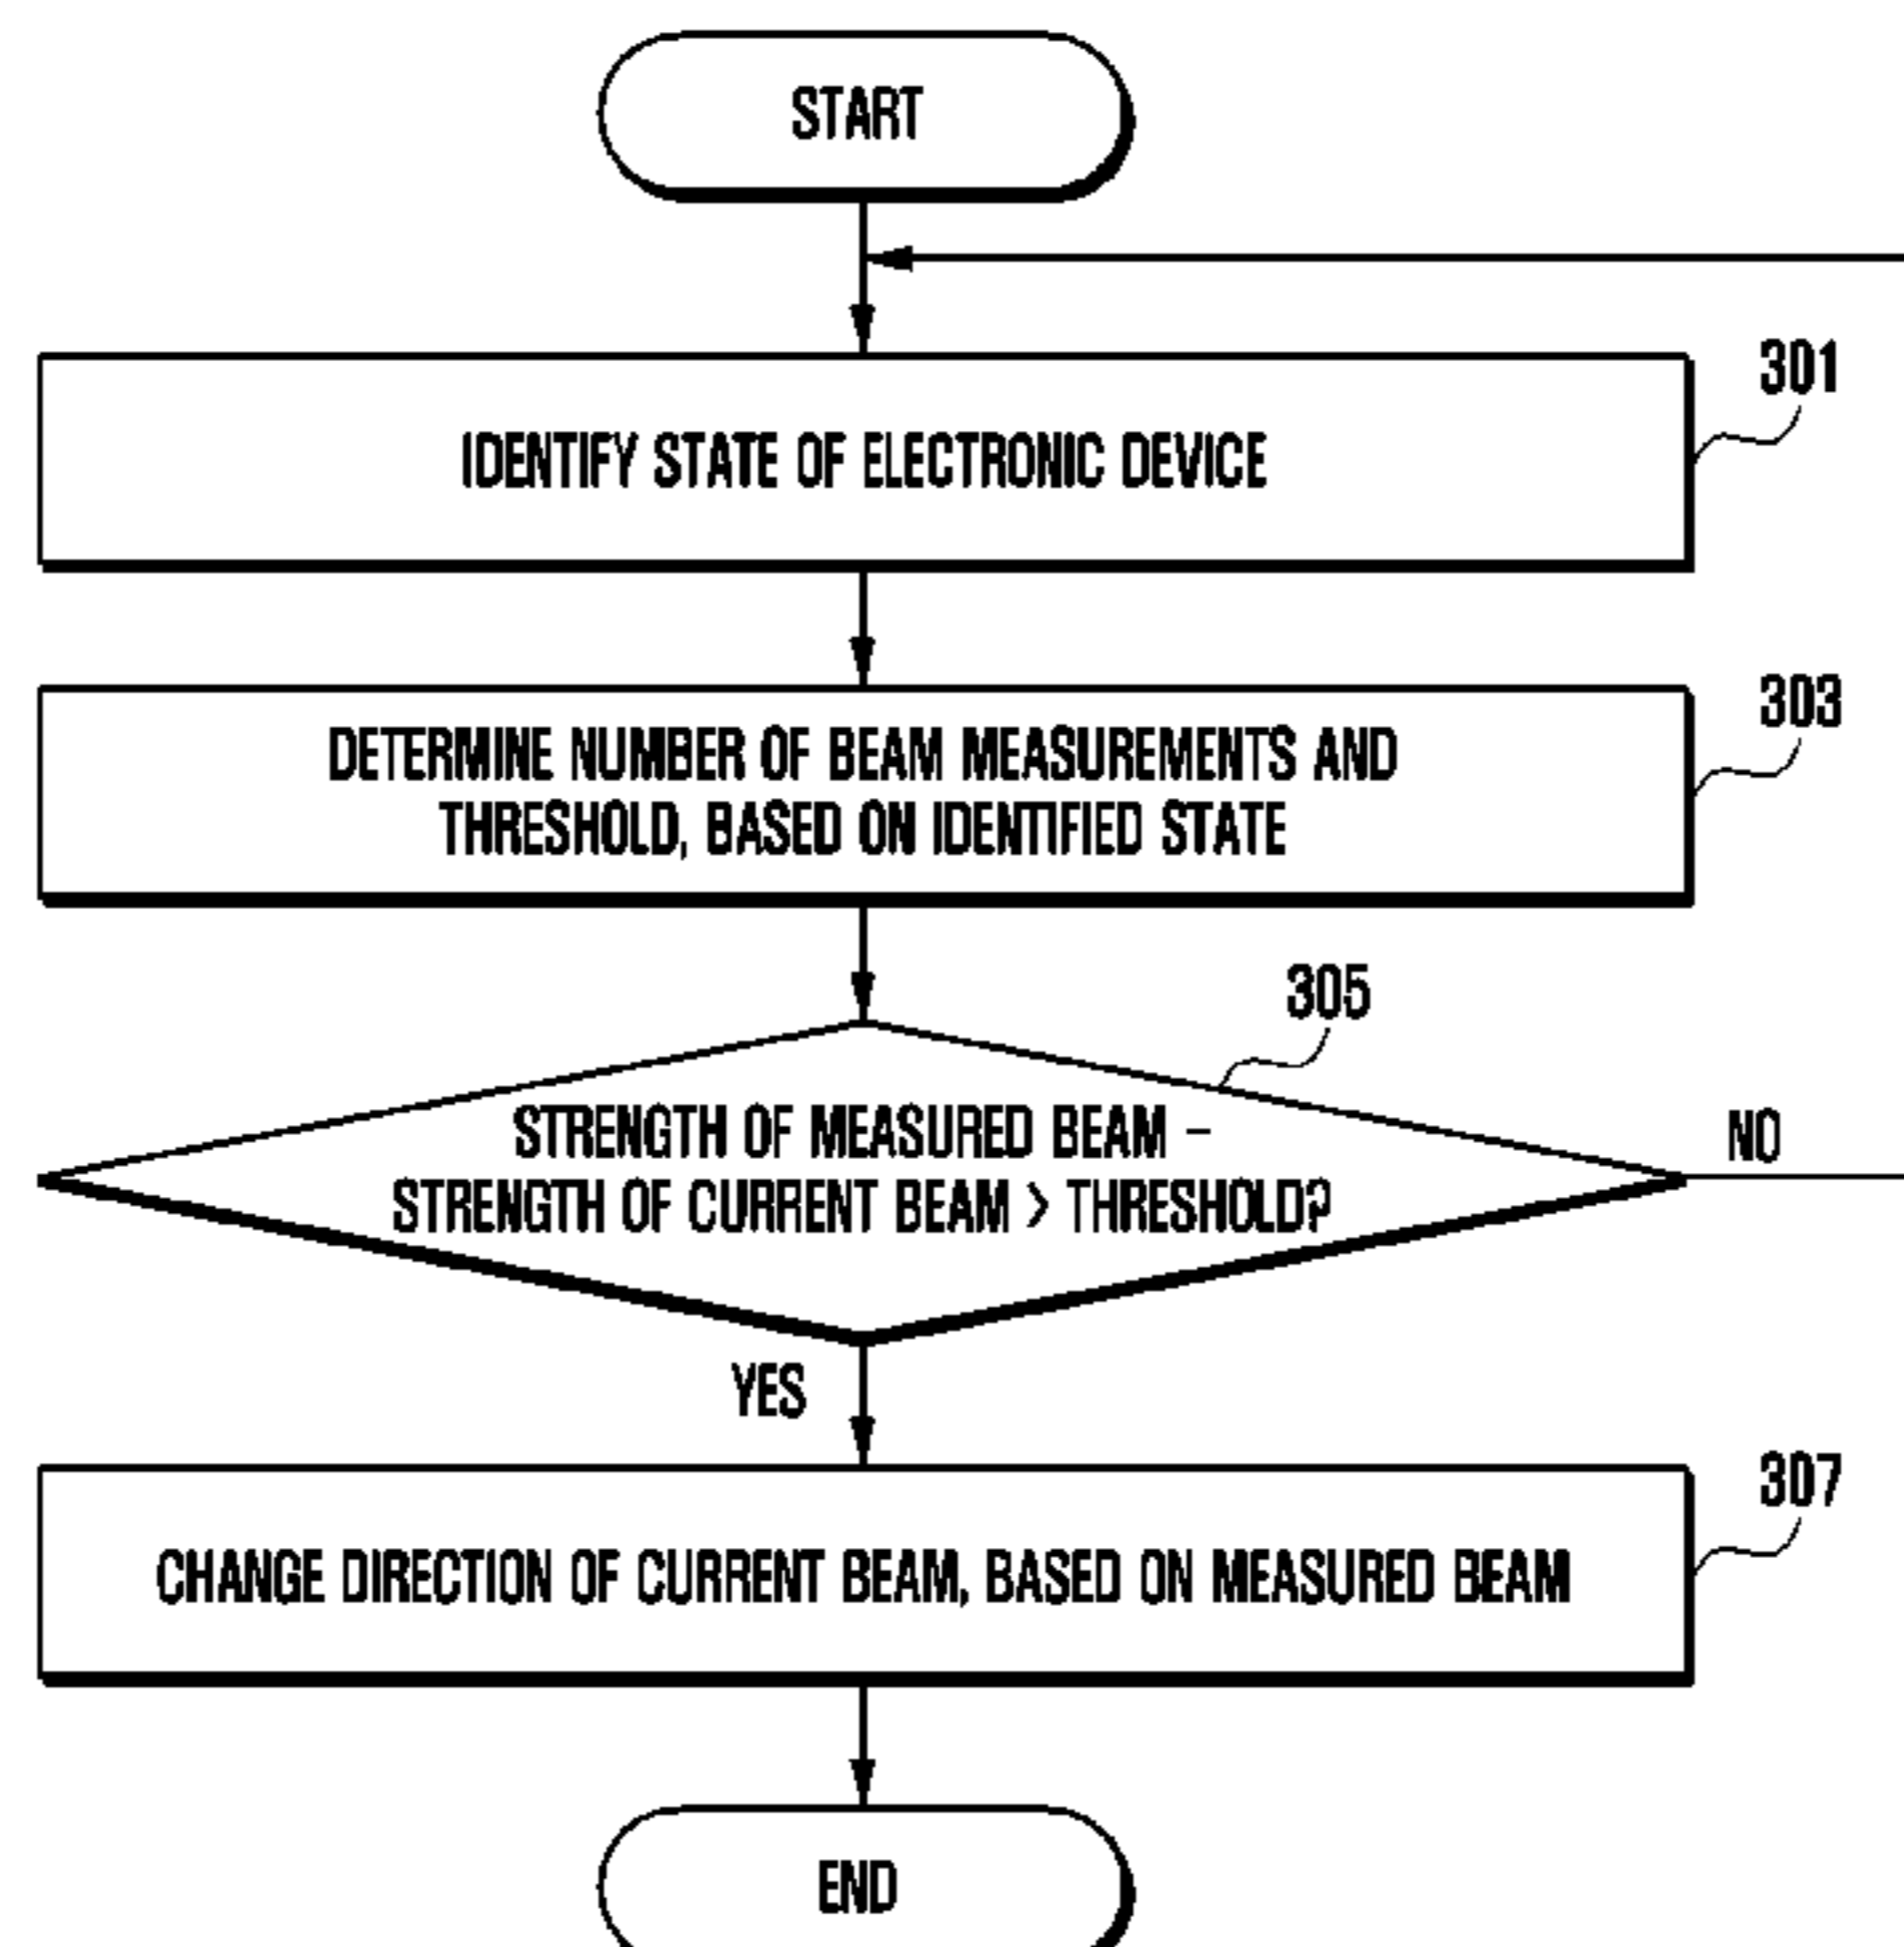 START
301
IDENTIFY STATE OF ELECTRONIC DEVICE
303
DETERMINE NUMBER OF BEAM MEASUREMENTS AND
THRESHOLD, BASED ON IDENTIFIED STATE
305
STRENGTH OF MEASURED BEAM –
STRENGTH OF CURRENT BEAM > THRESHOLD?
NO
YES
307
CHANGE DIRECTION OF CURRENT BEAM, BASED ON MEASURED BEAM
END